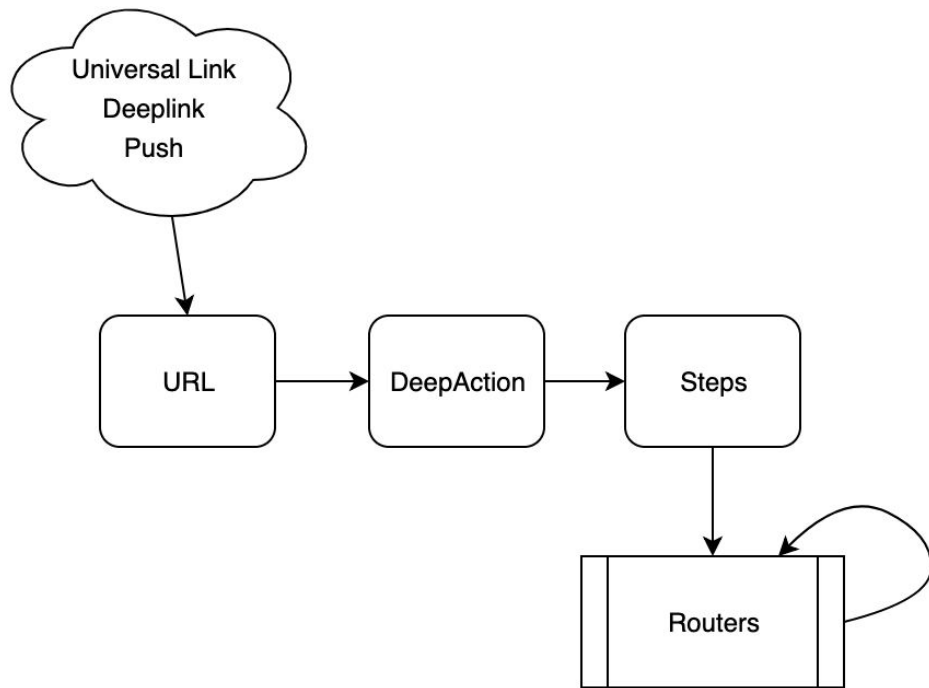 Universal Link
Deeplink
Push
URL
DeepAction
Steps
Routers